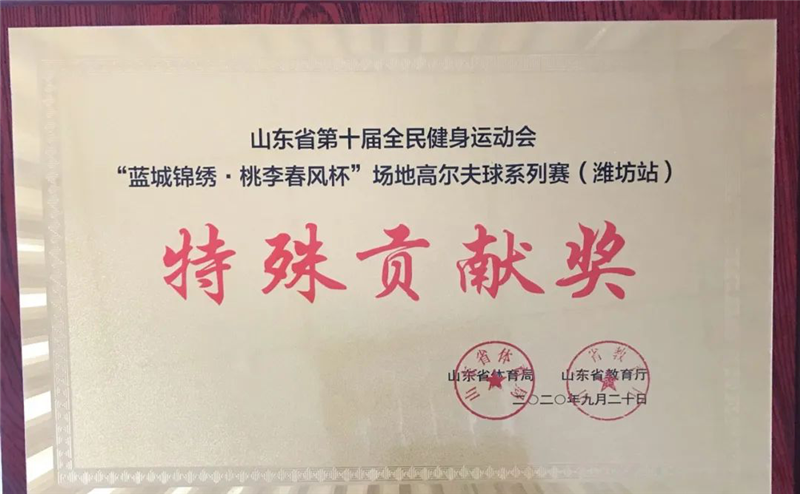 山东省第十届全民健身运动会
“蓝城锦绣·桃李春风杯”场地高尔夫球系列赛（潍坊站）
特殊贡献奖
山东省体育局 山东省教育厅
二〇二〇年九月二十日